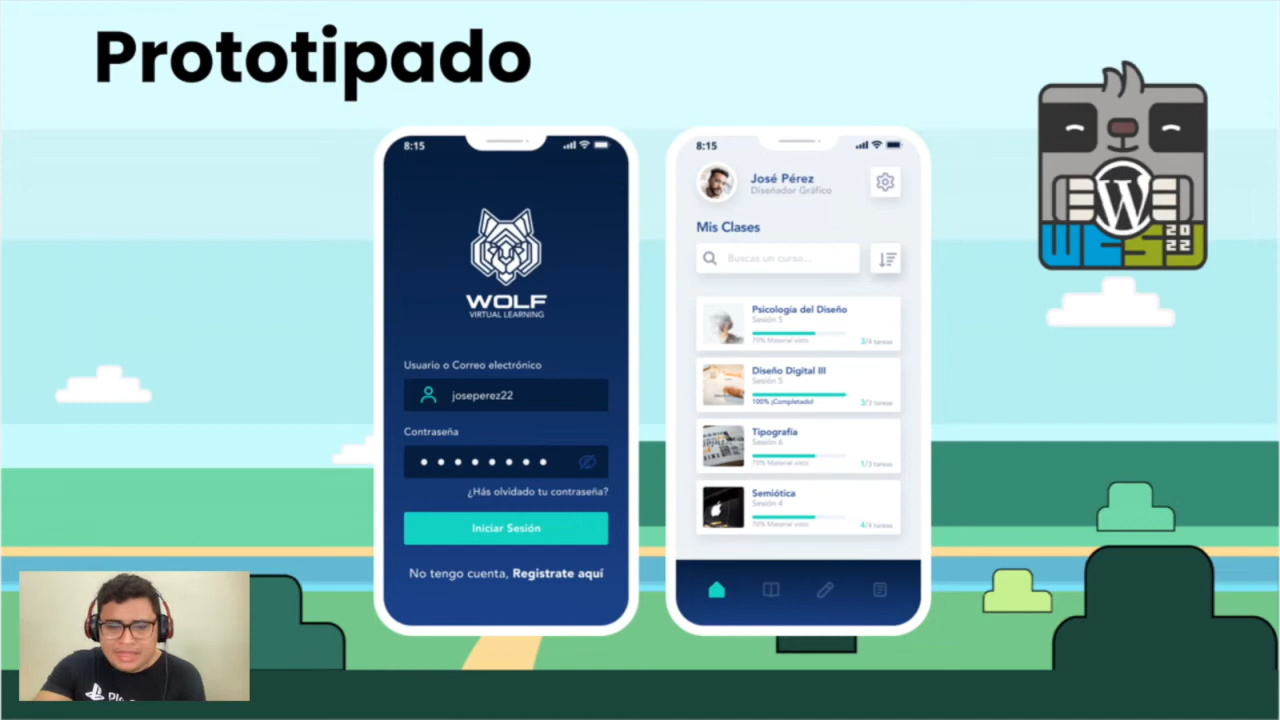 Prototipado
8:15
WOLF
VIRTUAL LEARNING
Usuario o Correo electrónico
joseperez22
Contraseña
¿Hás olvidado tu contraseña?
Iniciar Sesión
No tengo cuenta, Registrate aquí
8:15
José Pérez
Diseñador Gráfico
Mis Clases
Buscas un curso...
Psicología del Diseño
Sesión 5
70% Material visto
3/4 tareas
Diseño Digital III
Sesión 5
100% ¡Completado!
3/3 tareas
Tipografía
Sesión 6
70% Material visto
1/3 tareas
Semiótica
Sesión 4
70% Material visto
4/4 tareas
W
WCSJ
2022